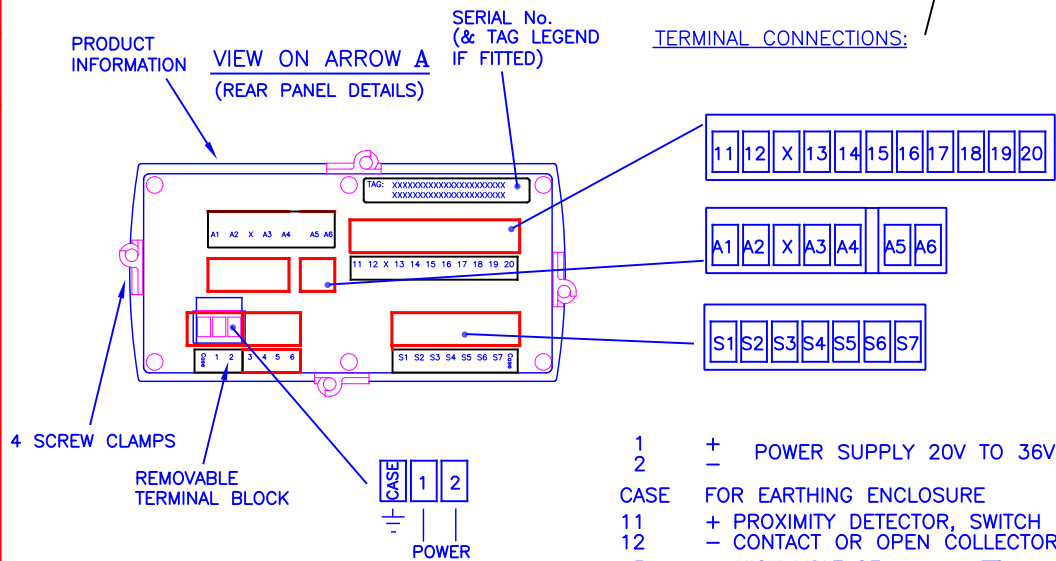 SERIAL No.
(& TAG LEGEND
IF FITTED)
TERMINAL CONNECTIONS:
PRODUCT
INFORMATION
VIEW ON ARROW A
(REAR PANEL DETAILS)
11 12 X 13 14 15 16 17 18 19 20
TAG: XXXXXXXXXXXXXXXXXXXXXXX
XXXXXXXXXXXXXXXXXXXXXXX
A1 A2 X A3 A4 A5 A6
A1 A2 X A3 A4 A5 A6
11 12 X 13 14 15 16 17 18 19 20
S1 S2 S3 S4 S5 S6 S7
Case 1 2 3 4 5 6
S1 S2 S3 S4 S5 S6 S7 Case
4 SCREW CLAMPS
REMOVABLE
TERMINAL BLOCK
CASE 1 2
POWER
1 + POWER SUPPLY 20V TO 36V
2 -
CASE FOR EARTHING ENCLOSURE
11 + PROXIMITY DETECTOR, SWITCH
12 - CONTACT OR OPEN COLLECTOR